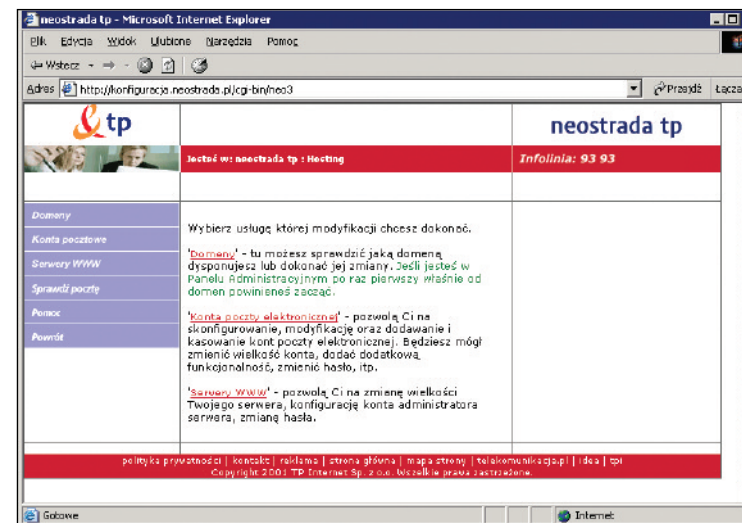 neostrada tp - Microsoft Internet Explorer
Plik Edycja Widok Ulubione Narzędzia Pomoc
Wstecz
Adres http://konfiguracja.neostrada.pl/cgi-bin/neo3 Przejdź Łącza
tp
neostrada tp
Jesteś w: neostrada tp : Hosting
Infolinia: 93 93
Domeny
Konta pocztowe
Serwery WWW
Sprawdź pocztę
Pomoc
Powrót
Wybierz usługę której modyfikacji chcesz dokonać.
'Domeny' - tu możesz sprawdzić jaką domeną
dysponujesz lub dokonać jej zmiany. Jeśli jesteś w
Panelu Administracyjnym po raz pierwszy właśnie od
domen powinieneś zacząć.
'Konta poczty elektronicznej' - pozwolą Ci na
skonfigurowanie, modyfikację oraz dodawanie i
kasowanie kont poczty elektronicznej. Będziesz mógł
zmienić wielkość konta, dodać dodatkową
funkcjonalność, zmienić hasło, itp.
'Serwery WWW' - pozwolą Ci na zmianę wielkości
Twojego serwera, konfigurację konta administratora
serwera, zmianę hasła.
polityka prywatności | kontakt | reklama | strona główna | mapa strony | telekomunikacja.pl | idea | tpi
Copyright 2001 TP Internet Sp. z o.o. Wszelkie prawa zastrzeżone.
Gotowe
Internet